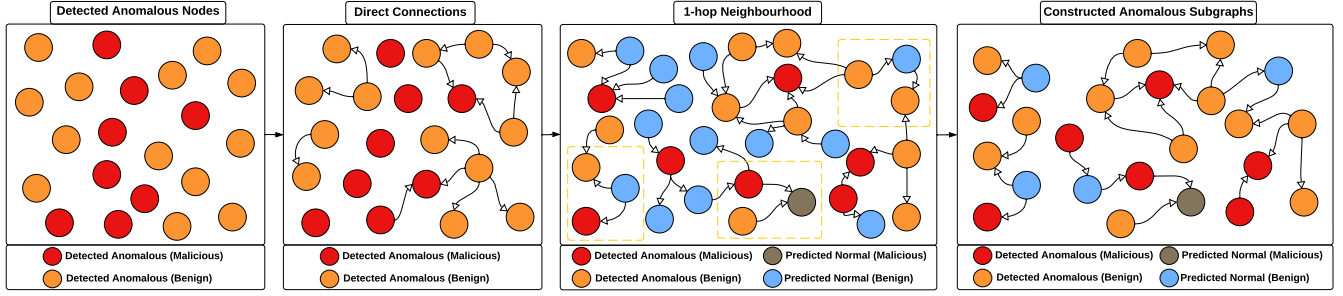 Detected Anomalous Nodes
Direct Connections
1-hop Neighbourhood
Constructed Anomalous Subgraphs
Detected Anomalous (Malicious)
Detected Anomalous (Benign)
Detected Anomalous (Malicious)
Detected Anomalous (Benign)
Detected Anomalous (Malicious) Predicted Normal (Malicious)
Detected Anomalous (Benign) Predicted Normal (Benign)
Detected Anomalous (Malicious) Predicted Normal (Malicious)
Detected Anomalous (Benign) Predicted Normal (Benign)